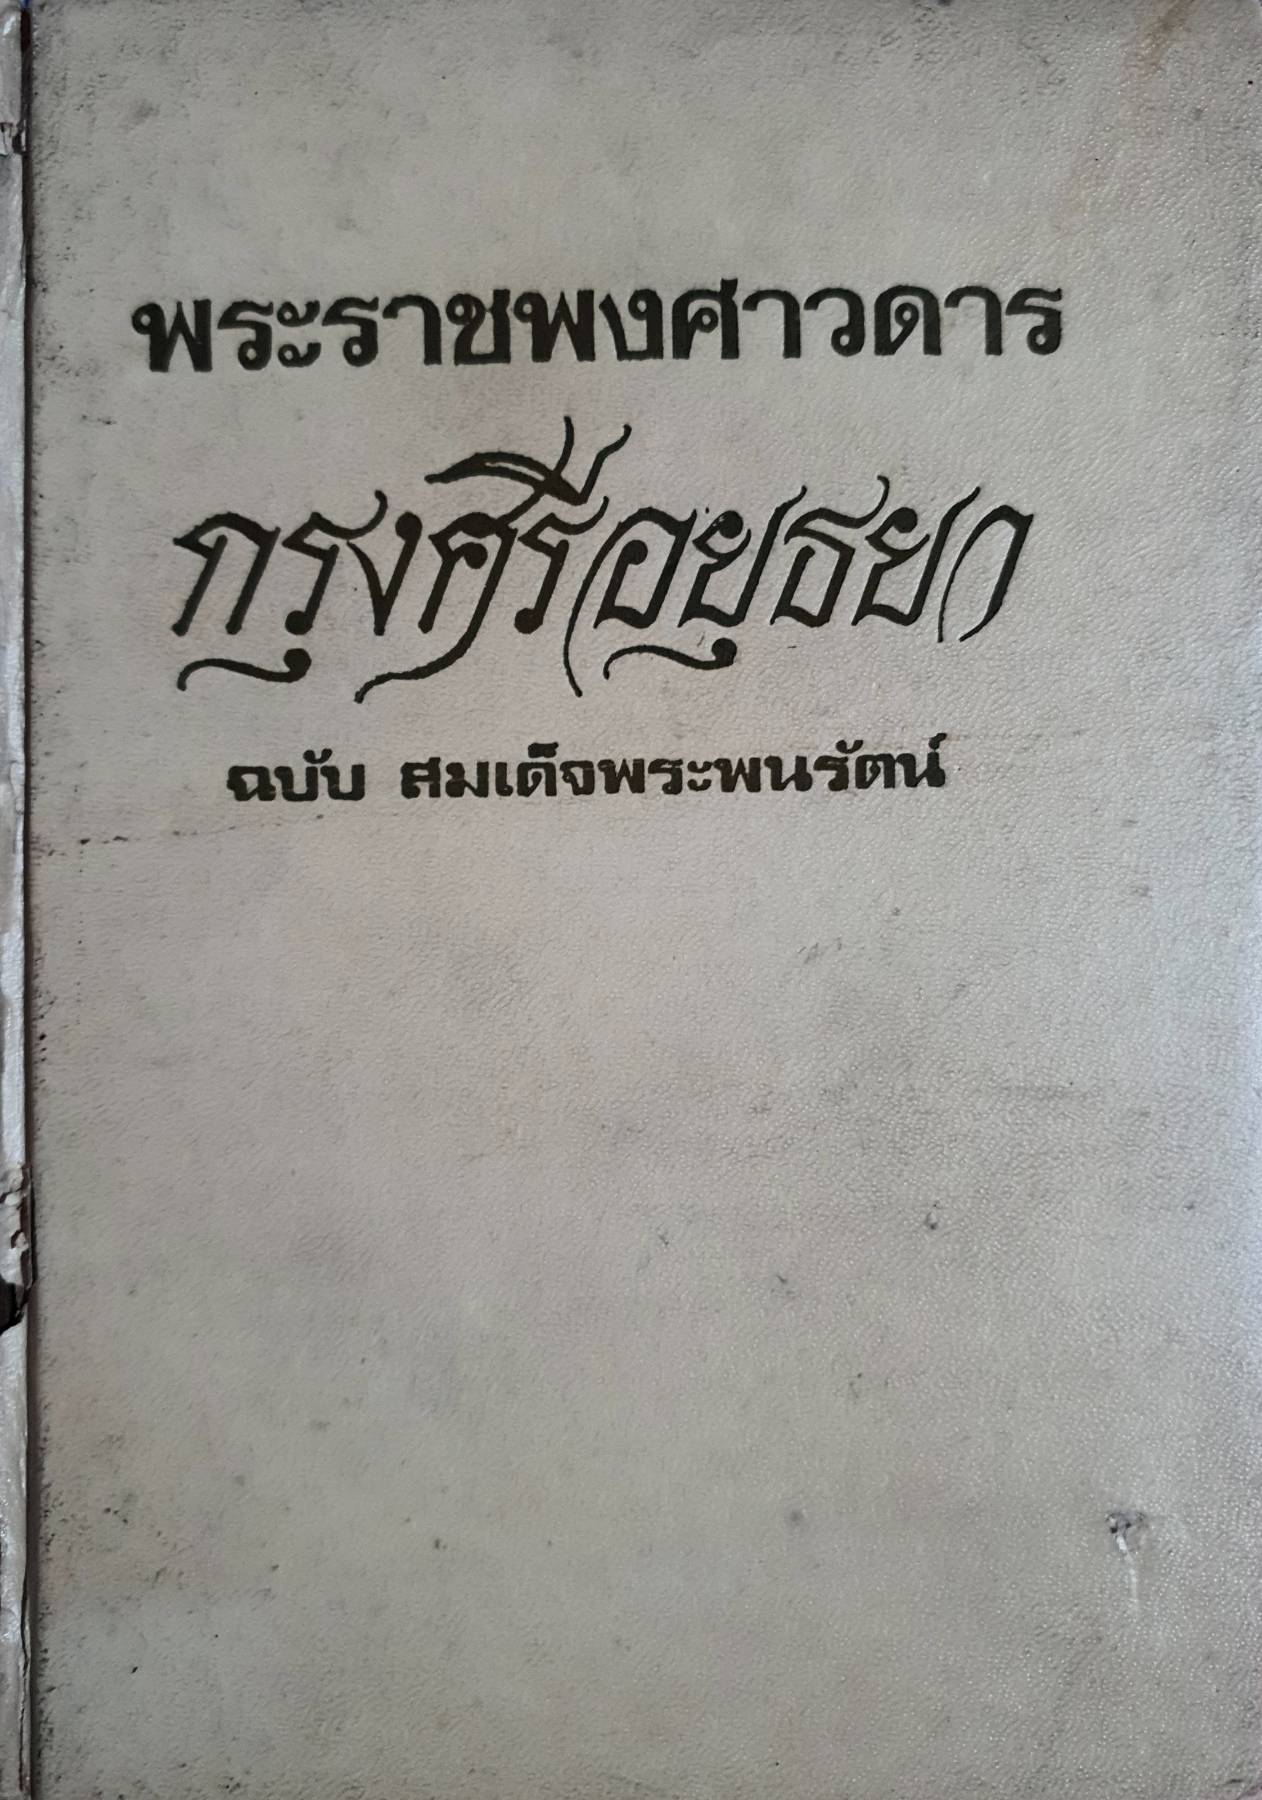 พระราชพงศาวดาร
กรุงศรีอยุธยา
ฉบับ สมเด็จพระพนรัตน์